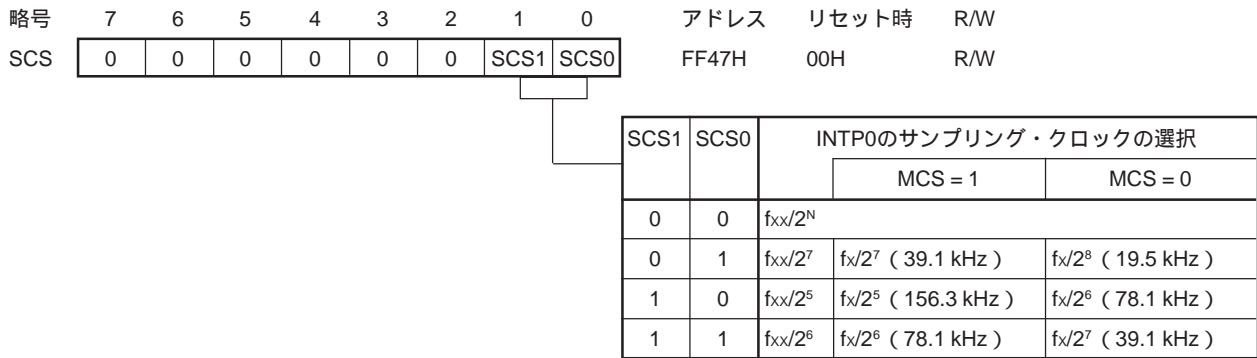 略号 7 6 5 4 3 2 1 0 アドレス リセット時 R/W
SCS 0 0 0 0 0 0 SCS1 SCS0 FF47H 00H R/W
SCS1 SCS0 INTP0のサンプリング・クロックの選択
MCS = 1 MCS = 0
0 0 fxx/2ᴺ
0 1 fxx/2⁷ fx/2⁷（39.1 kHz） fx/2⁸（19.5 kHz）
1 0 fxx/2⁵ fx/2⁵（156.3 kHz） fx/2⁶（78.1 kHz）
1 1 fxx/2⁶ fx/2⁶（78.1 kHz） fx/2⁷（39.1 kHz）